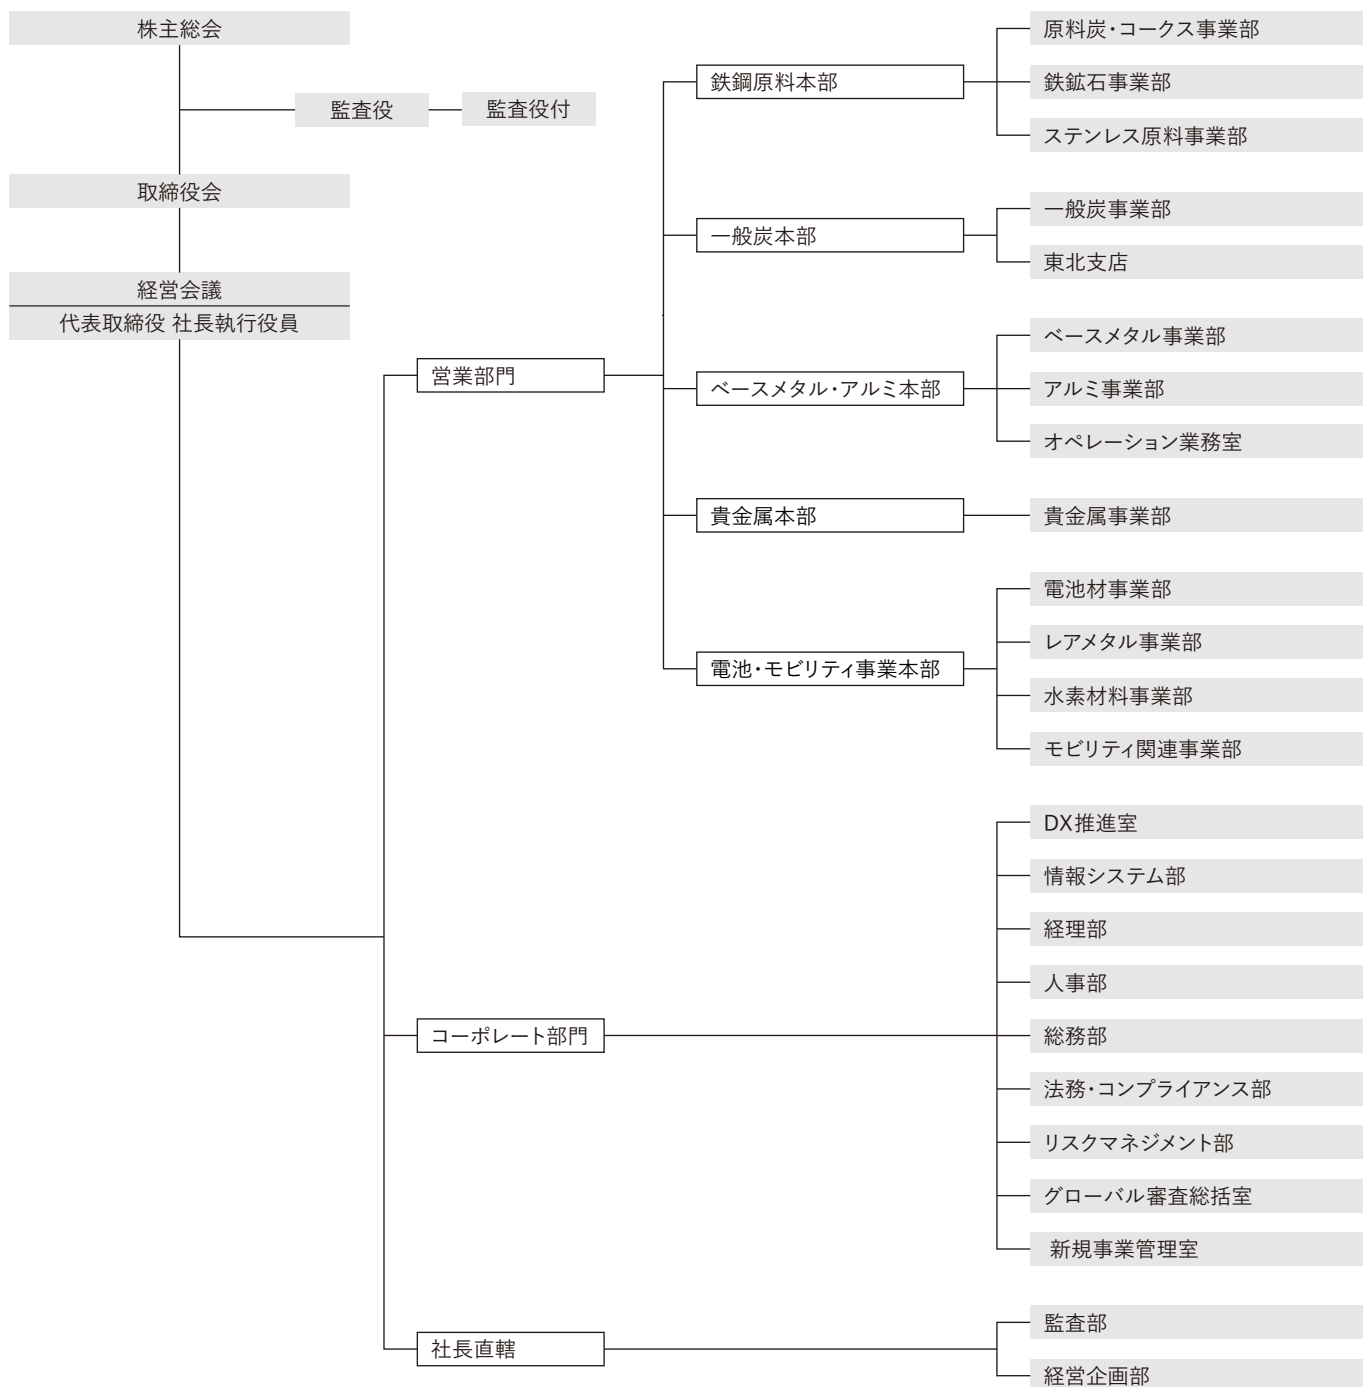 株主総会
監査役
監査役付
取締役会
経営会議
代表取締役 社長執行役員
営業部門
鉄鋼原料本部
原料炭・コークス事業部
鉄鉱石事業部
ステンレス原料事業部
一般炭本部
一般炭事業部
東北支店
ベースメタル・アルミ本部
ベースメタル事業部
アルミ事業部
オペレーション業務室
貴金属本部
貴金属事業部
電池・モビリティ事業本部
電池材事業部
レアメタル事業部
水素材料事業部
モビリティ関連事業部
コーポレート部門
DX推進室
情報システム部
経理部
人事部
総務部
法務・コンプライアンス部
リスクマネジメント部
グローバル審査総括室
新規事業管理室
社長直轄
監査部
経営企画部